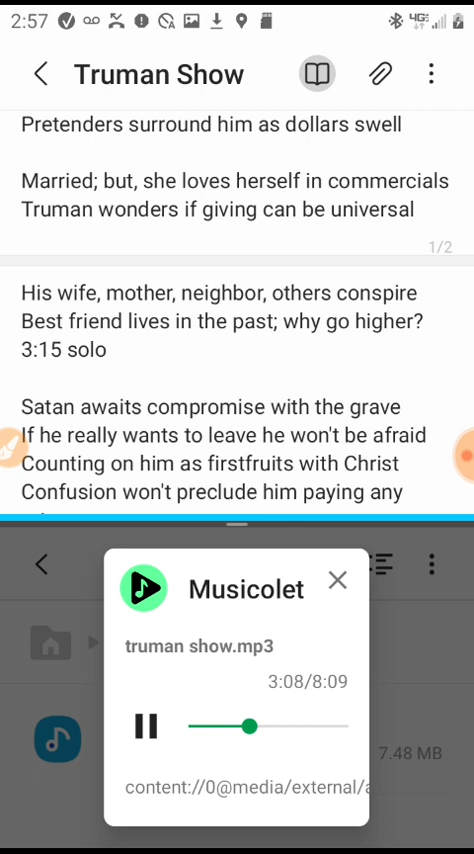 2:57
4GE
Truman Show
Pretenders surround him as dollars swell
Married; but, she loves herself in commercials
Truman wonders if giving can be universal
1/2
His wife, mother, neighbor, others conspire
Best friend lives in the past; why go higher?
3:15 solo
Satan awaits compromise with the grave
If he really wants to leave he won't be afraid
Counting on him as firstfruits with Christ
Confusion won't preclude him paying any
Musicolet
truman show.mp3
3:08/8:09
7.48 MB
content://0@media/external/a